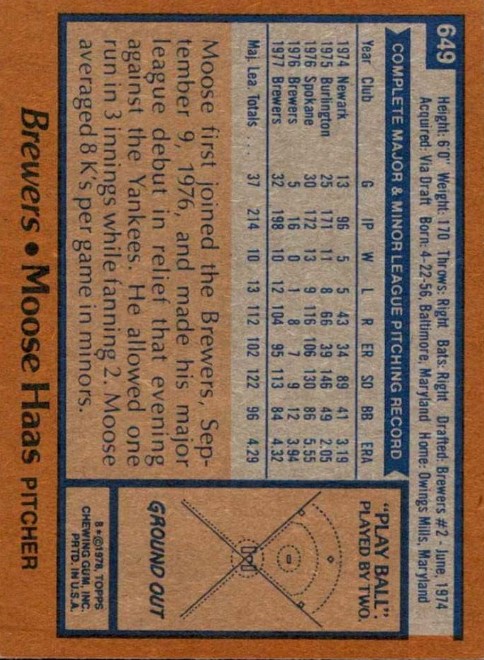 649
Height: 6'0" Weight: 170 Throws: Right Bats: Right Drafted: Brewers #2 - June, 1974
Acquired: Via Draft Born: 4-22-56, Baltimore, Maryland Home: Owings Mills, Maryland
COMPLETE MAJOR & MINOR LEAGUE PITCHING RECORD
Year Club G IP W L R ER SO BB ERA
1974 Newark 13 96 5 5 43 34 89 41 3.19
1975 Burlington 25 171 11 8 66 39 146 49 2.05
1976 Spokane 30 172 13 9 116 106 130 86 5.55
1976 Brewers 5 16 0 1 8 7 9 12 3.94
1977 Brewers 32 198 10 12 104 95 113 84 4.32
Maj. Lea. Totals . . . 37 214 10 13 112 102 122 96 4.29
Moose first joined the Brewers, Sep-
tember 9, 1976, and made his major
league debut in relief that evening
against the Yankees. He allowed one
run in 3 innings while fanning 2. Moose
averaged 8 K's per game in minors.
"PLAY BALL".
PLAYED BY TWO.
GROUND OUT
B*©1978, TOPPS
CHEWING GUM, INC.
PRTD. IN U.S.A.
Brewers • Moose Haas PITCHER